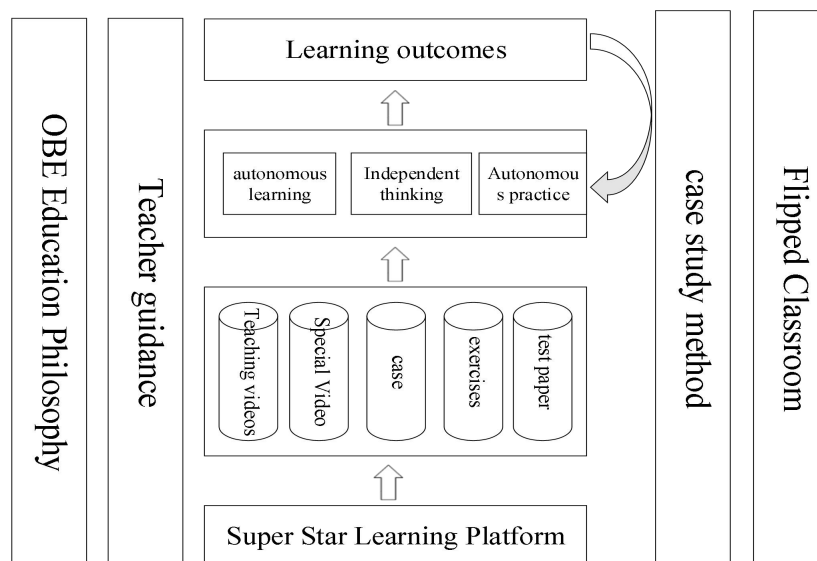 OBE Education Philosophy
Teacher guidance
Learning outcomes
autonomous
learning
Independent
thinking
Autonomou
s practice
Teaching videos
Special Video
case
exercises
test paper
Super Star Learning Platform
case study method
Flipped Classroom